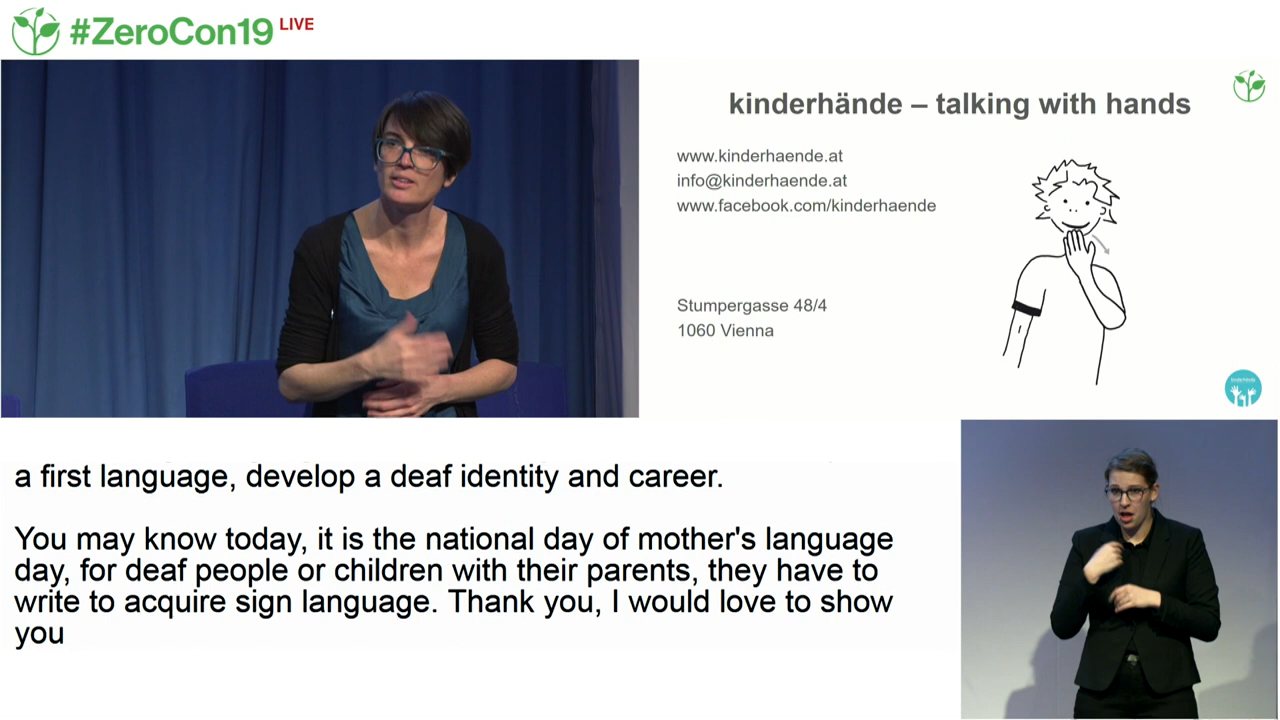 #ZeroCon19 LIVE
kinderhände – talking with hands
www.kinderhaende.at
info@kinderhaende.at
www.facebook.com/kinderhaende
Stumpergasse 48/4
1060 Vienna
kinderhände
a first language, develop a deaf identity and career.
You may know today, it is the national day of mother's language
day, for deaf people or children with their parents, they have to
write to acquire sign language. Thank you, I would love to show
you